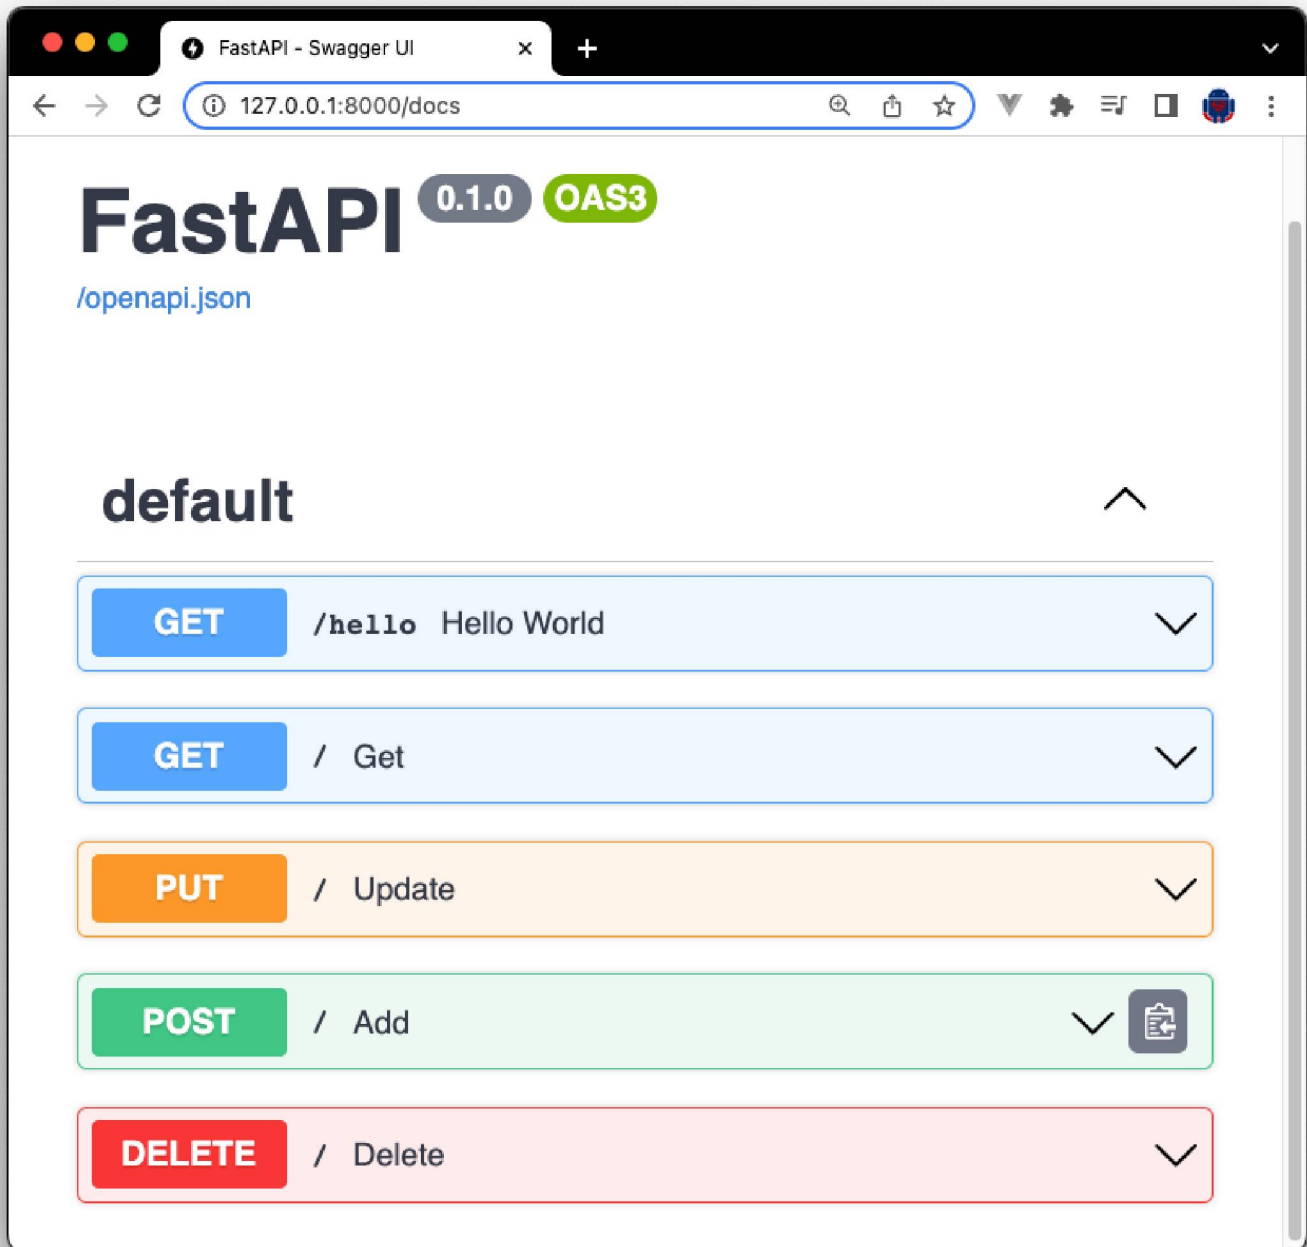 FastAPI - Swagger UI
127.0.0.1:8000/docs
FastAPI 0.1.0 OAS3
/openapi.json
default
GET /hello Hello World
GET / Get
PUT / Update
POST / Add
DELETE / Delete